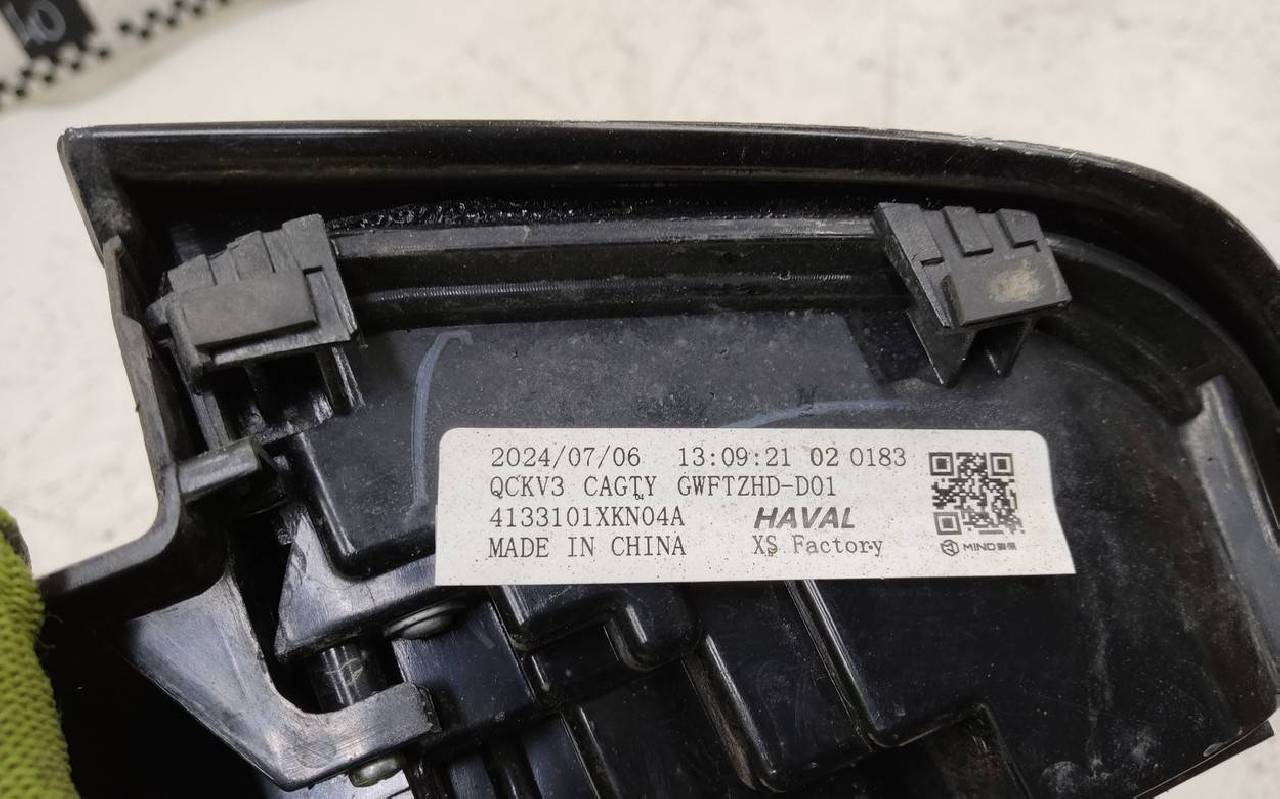 2024/07/06 13:09:21 02 0183
QCKV3 CAGTY GWFTZHD-D01
4133101XKN04A HAVAL
MADE IN CHINA XS Factory
MIND